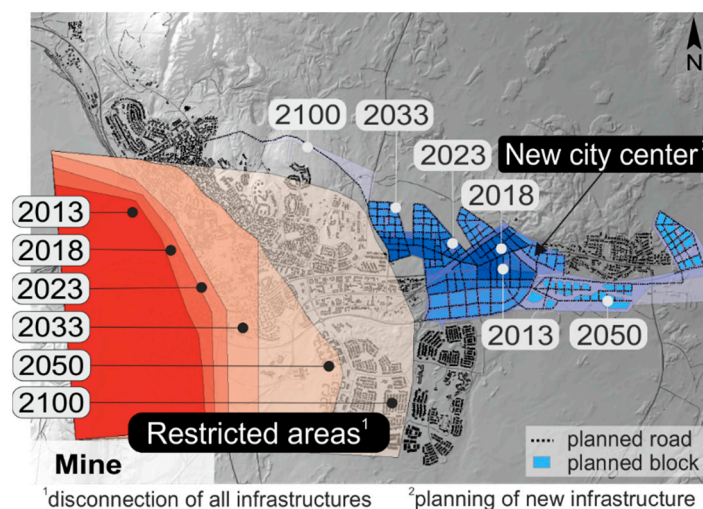 N
2100
2033
2023
New city center
2018
2013
2018
2023
2033
2050
2100
2013
2050
Restricted areas¹
Mine
planned road
planned block
¹disconnection of all infrastructures
²planning of new infrastructure